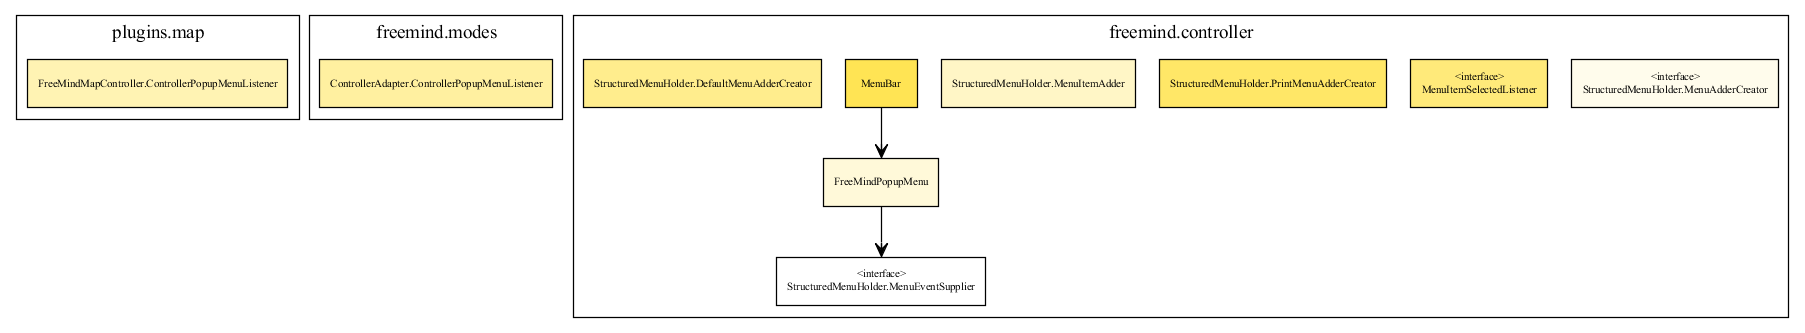 plugins.map
FreeMindMapController.ControllerPopupMenuListener
freemind.modes
ControllerAdapter.ControllerPopupMenuListener
freemind.controller
StructuredMenuHolder.DefaultMenuAdderCreator
MenuBar
StructuredMenuHolder.MenuItemAdder
StructuredMenuHolder.PrintMenuAdderCreator
<interface>
MenuItemSelectedListener
<interface>
StructuredMenuHolder.MenuAdderCreator
FreeMindPopupMenu
<interface>
StructuredMenuHolder.MenuEventSupplier